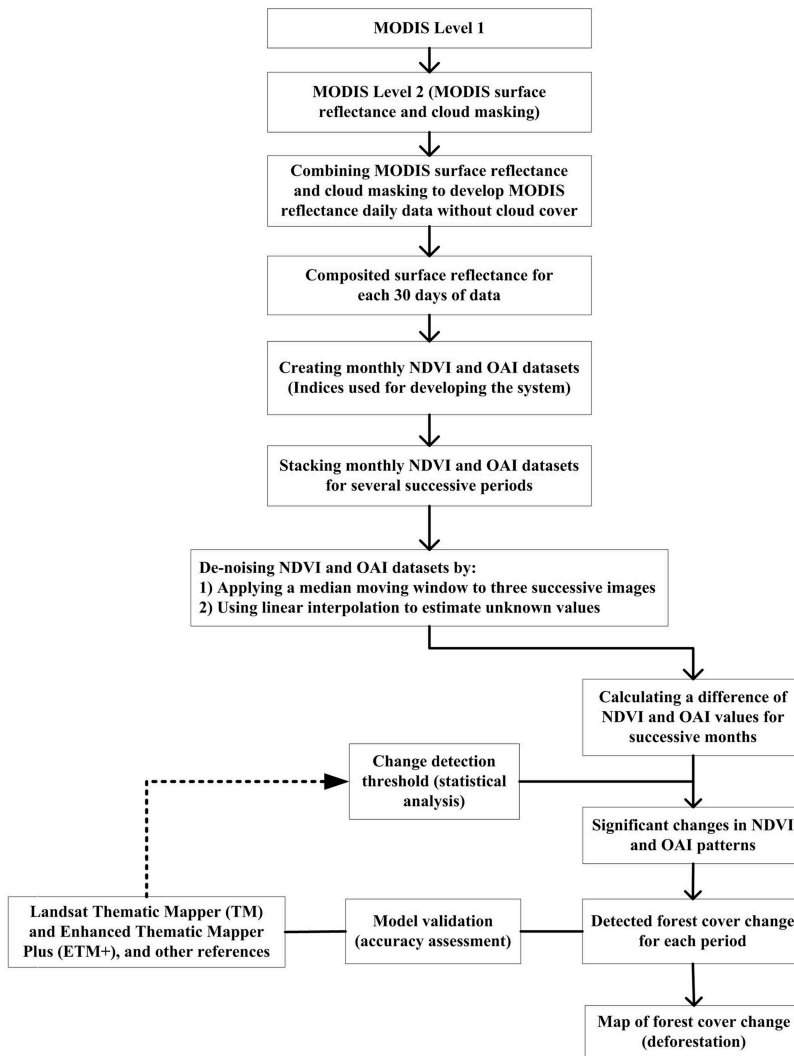 MODIS Level 1
MODIS Level 2 (MODIS surface
reflectance and cloud masking)
Combining MODIS surface reflectance
and cloud masking to develop MODIS
reflectance daily data without cloud cover
Composited surface reflectance for
each 30 days of data
Creating monthly NDVI and OAI datasets
(Indices used for developing the system)
Stacking monthly NDVI and OAI datasets
for several successive periods
De-noising NDVI and OAI datasets by:
1) Applying a median moving window to three successive images
2) Using linear interpolation to estimate unknown values
Calculating a difference of
NDVI and OAI values for
successive months
Change detection
threshold (statistical
analysis)
Significant changes in NDVI
and OAI patterns
Landsat Thematic Mapper (TM)
and Enhanced Thematic Mapper
Plus (ETM+), and other references
Model validation
(accuracy assessment)
Detected forest cover change
for each period
Map of forest cover change
(deforestation)